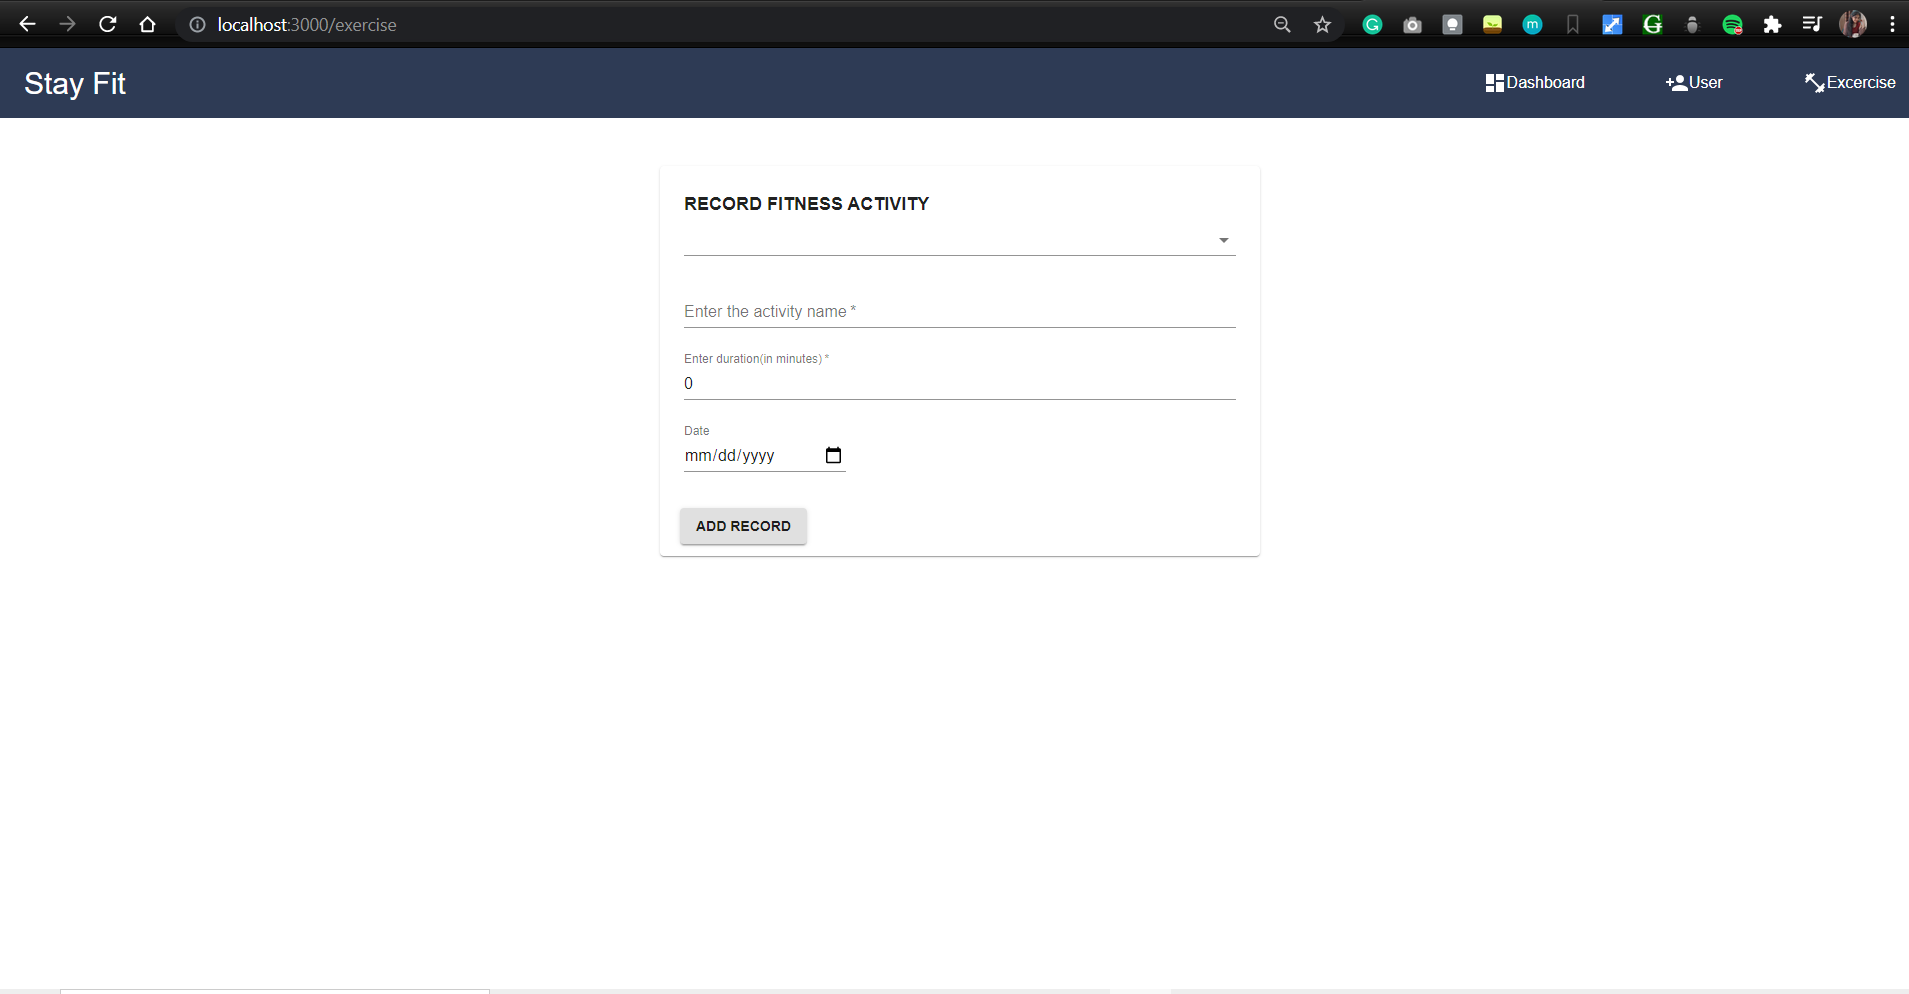 localhost:3000/exercise
Stay Fit
Dashboard
User
Excercise
RECORD FITNESS ACTIVITY
Enter the activity name *
Enter duration(in minutes) *
0
Date
mm/dd/yyyy
ADD RECORD